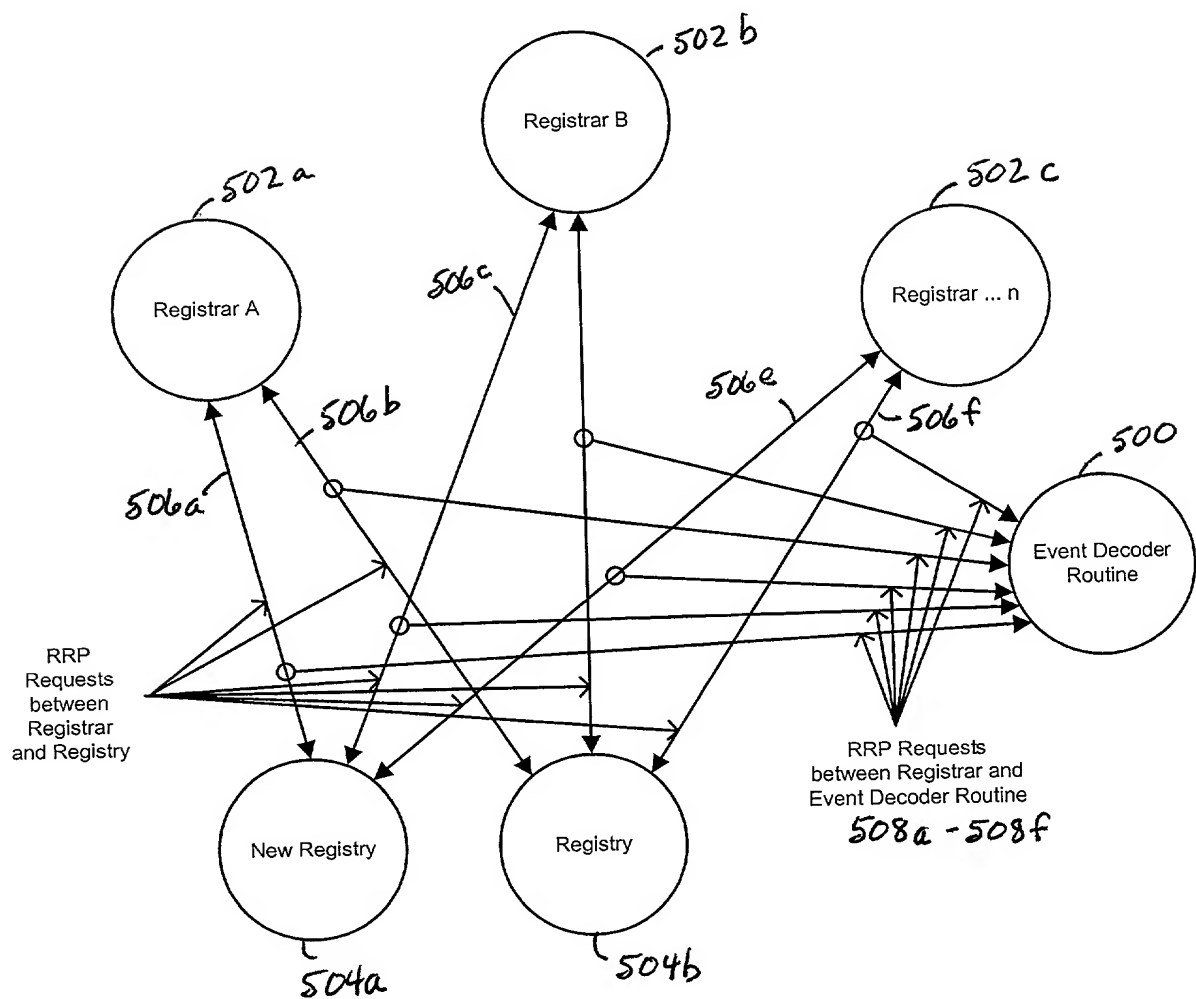 502b
Registrar B
502a
502c
Registrar A
506c
Registrar ... n
506e
506b
506f
500
506a
Event Decoder
Routine
RRP
Requests
between
Registrar
and Registry
RRP Requests
between Registrar and
Event Decoder Routine
508a - 508f
New Registry
Registry
504a
504b